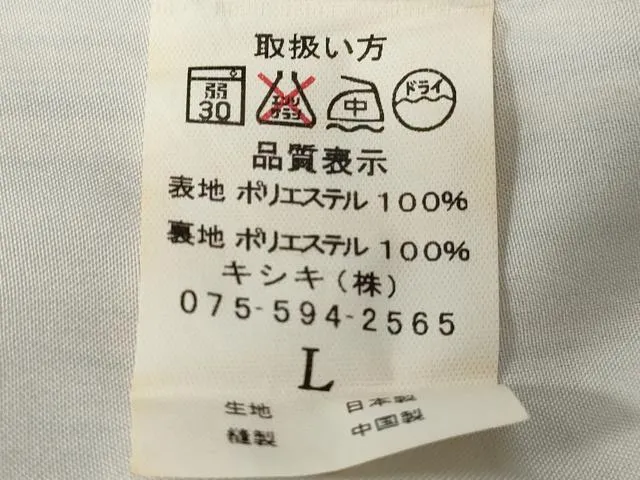 取扱い方
弱 30 エンソ サラシ 中 ドライ
品質表示
表地 ポリエステル 100%
裏地 ポリエステル 100%
キシキ(株)
075-594-2565
L
生地 日本製
縫製 中国製